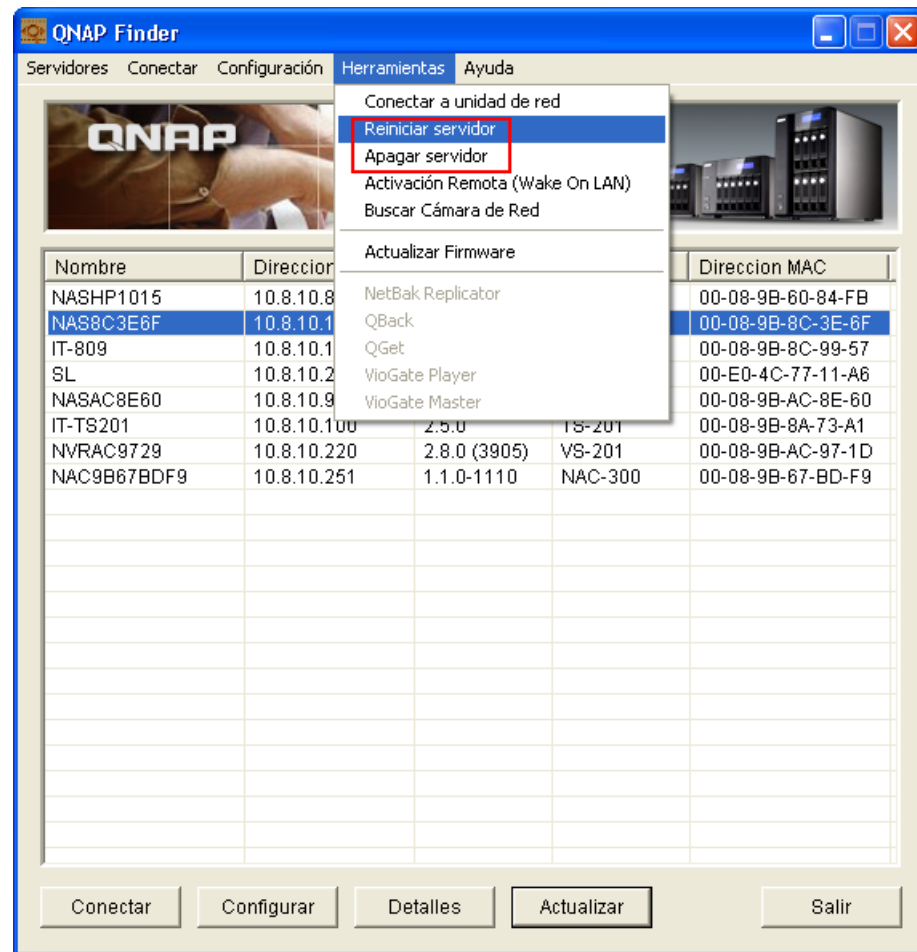 QNAP Finder
Servidores Conectar Configuración Herramientas Ayuda
QNAP
Conectar a unidad de red
Reiniciar servidor
Apagar servidor
Activación Remota (Wake On LAN)
Buscar Cámara de Red
Actualizar Firmware
NetBak Replicator
QBack
QGet
VioGate Player
VioGate Master
Nombre Direccion MAC
NASHP1015 10.8.10.8 00-08-9B-60-84-FB
NAS8C3E6F 10.8.10.1 00-08-9B-8C-3E-6F
IT-809 10.8.10.1 00-08-9B-8C-99-57
SL 10.8.10.2 00-E0-4C-77-11-A6
NASAC8E60 10.8.10.9 00-08-9B-AC-8E-60
IT-TS201 10.8.10.100 2.5.0 TS-201 00-08-9B-8A-73-A1
NVRAC9729 10.8.10.220 2.8.0 (3905) VS-201 00-08-9B-AC-97-1D
NAC9B67BDF9 10.8.10.251 1.1.0-1110 NAC-300 00-08-9B-67-BD-F9
Conectar Configurar Detalles Actualizar Salir